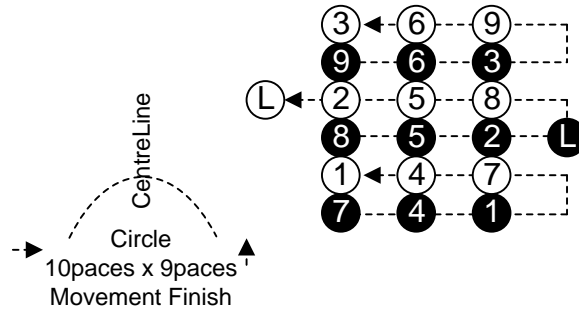 3 6 9
9 6 3
L 2 5 8
8 5 2 L
1 4 7
7 4 1
CentreLine
Circle
10paces x 9paces
Movement Finish